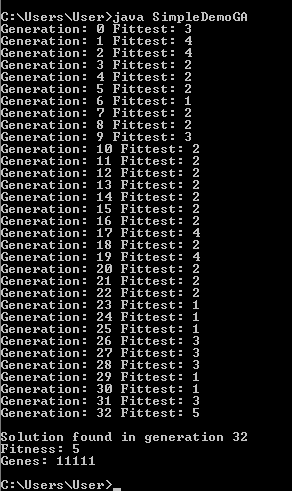 C:\Users\User>java SimpleDemoGA
Generation: 0 Fittest: 3
Generation: 1 Fittest: 4
Generation: 2 Fittest: 4
Generation: 3 Fittest: 2
Generation: 4 Fittest: 2
Generation: 5 Fittest: 2
Generation: 6 Fittest: 1
Generation: 7 Fittest: 2
Generation: 8 Fittest: 2
Generation: 9 Fittest: 3
Generation: 10 Fittest: 2
Generation: 11 Fittest: 2
Generation: 12 Fittest: 2
Generation: 13 Fittest: 2
Generation: 14 Fittest: 2
Generation: 15 Fittest: 2
Generation: 16 Fittest: 2
Generation: 17 Fittest: 4
Generation: 18 Fittest: 2
Generation: 19 Fittest: 4
Generation: 20 Fittest: 2
Generation: 21 Fittest: 2
Generation: 22 Fittest: 2
Generation: 23 Fittest: 1
Generation: 24 Fittest: 1
Generation: 25 Fittest: 1
Generation: 26 Fittest: 3
Generation: 27 Fittest: 3
Generation: 28 Fittest: 3
Generation: 29 Fittest: 1
Generation: 30 Fittest: 1
Generation: 31 Fittest: 3
Generation: 32 Fittest: 5
Solution found in generation 32
Fitness: 5
Genes: 11111
C:\Users\User>_